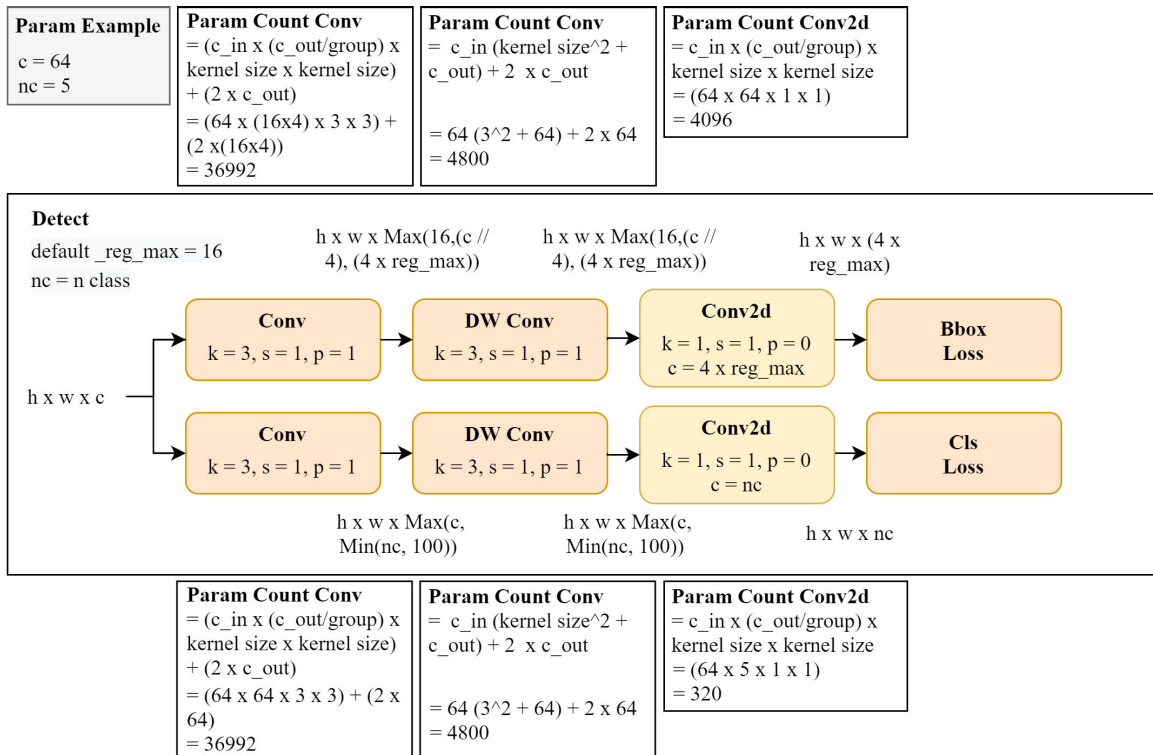 Param Example
c = 64
nc = 5
Param Count Conv
= (c_in x (c_out/group) x
kernel size x kernel size)
+ (2 x c_out)
= (64 x (16x4) x 3 x 3) +
(2 x(16x4))
= 36992
Param Count Conv
=  c_in (kernel size^2 +
c_out) + 2  x c_out
= 64 (3^2 + 64) + 2 x 64
= 4800
Param Count Conv2d
= c_in x (c_out/group) x
kernel size x kernel size
= (64 x 64 x 1 x 1)
= 4096
Detect
default _reg_max = 16
nc = n class
h x w x Max(16,(c //
4), (4 x reg_max))
h x w x Max(16,(c //
4), (4 x reg_max))
h x w x (4 x
reg_max)
Conv
k = 3, s = 1, p = 1
DW Conv
k = 3, s = 1, p = 1
Conv2d
k = 1, s = 1, p = 0
c = 4 x reg_max
Bbox
Loss
h x w x c
Conv
k = 3, s = 1, p = 1
DW Conv
k = 3, s = 1, p = 1
Conv2d
k = 1, s = 1, p = 0
c = nc
Cls
Loss
h x w x Max(c,
Min(nc, 100))
h x w x Max(c,
Min(nc, 100))
h x w x nc
Param Count Conv
= (c_in x (c_out/group) x
kernel size x kernel size)
+ (2 x c_out)
= (64 x 64 x 3 x 3) + (2 x
64)
= 36992
Param Count Conv
=  c_in (kernel size^2 +
c_out) + 2  x c_out
= 64 (3^2 + 64) + 2 x 64
= 4800
Param Count Conv2d
= c_in x (c_out/group) x
kernel size x kernel size
= (64 x 5 x 1 x 1)
= 320